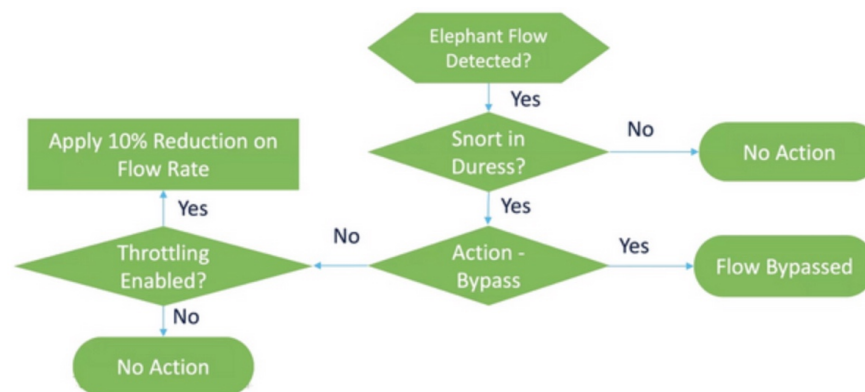 Elephant Flow
Detected?
Yes
Snort in
Duress?
No
No Action
Yes
Action -
Bypass
Yes
Flow Bypassed
No
Throttling
Enabled?
Yes
Apply 10% Reduction on
Flow Rate
No
No Action